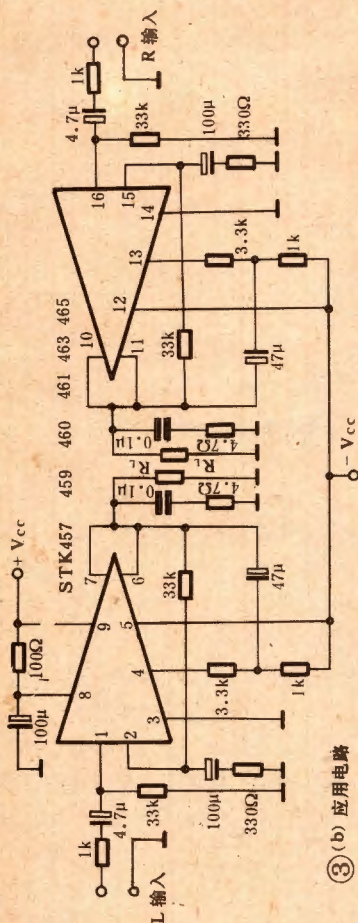 + Vcc
100Ω
100μ
STK457 459 460 461 463 465
L 输入
1k
4.7μ
33k
1
2
8
9
7
6
5
4
3
100μ
330Ω
33k
3.3k
47μ
1k
0.1μ
4.7Ω
RL
RL
0.1μ
4.7Ω
10
11
12
13
14
15
16
33k
47μ
3.3k
1k
100μ
330Ω
33k
4.7μ
1k
R 输入
- Vcc
③ (b) 应用电路